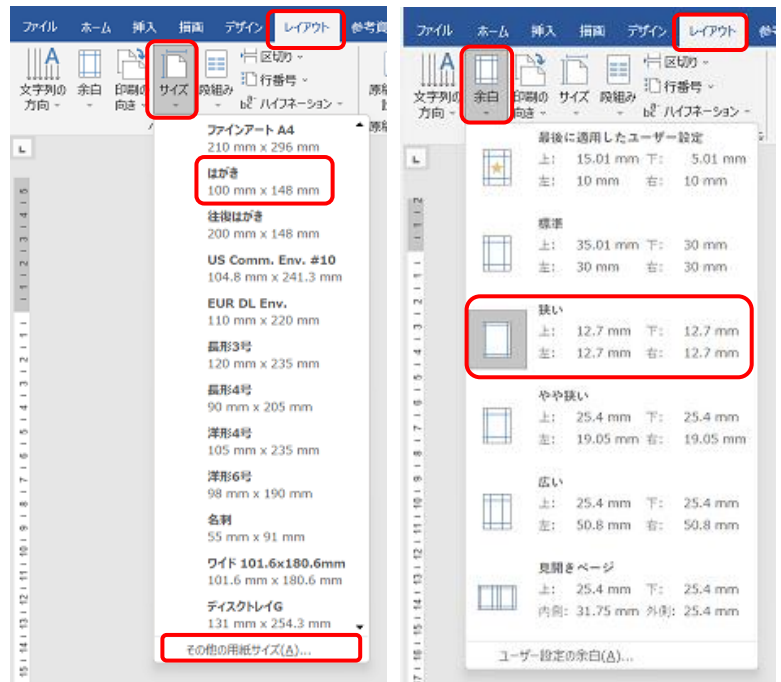 ファイル ホーム 挿入 描画 デザイン レイアウト 参考資
文字列の方向 余白 印刷の向き サイズ 段組み
区切り
行番号
ハイフネーション
原稿
ファインアート A4
210 mm x 296 mm
はがき
100 mm x 148 mm
往復はがき
200 mm x 148 mm
US Comm. Env. #10
104.8 mm x 241.3 mm
EUR DL Env.
110 mm x 220 mm
長形3号
120 mm x 235 mm
長形4号
90 mm x 205 mm
洋形4号
105 mm x 235 mm
洋形6号
98 mm x 190 mm
名刺
55 mm x 91 mm
ワイド 101.6x180.6mm
101.6 mm x 180.6 mm
ディスクトレイG
131 mm x 254.3 mm
その他の用紙サイズ(A)...
ファイル ホーム 挿入 描画 デザイン レイアウト
文字列の方向 余白 印刷の向き サイズ 段組み
区切り
行番号
ハイフネーション
最後に適用したユーザー設定
上: 15.01 mm 下: 5.01 mm
左: 10 mm 右: 10 mm
標準
上: 35.01 mm 下: 30 mm
左: 30 mm 右: 30 mm
狭い
上: 12.7 mm 下: 12.7 mm
左: 12.7 mm 右: 12.7 mm
やや狭い
上: 25.4 mm 下: 25.4 mm
左: 19.05 mm 右: 19.05 mm
広い
上: 25.4 mm 下: 25.4 mm
左: 50.8 mm 右: 50.8 mm
見開きページ
上: 25.4 mm 下: 25.4 mm
内側: 31.75 mm 外側: 25.4 mm
ユーザー設定の余白(A)...